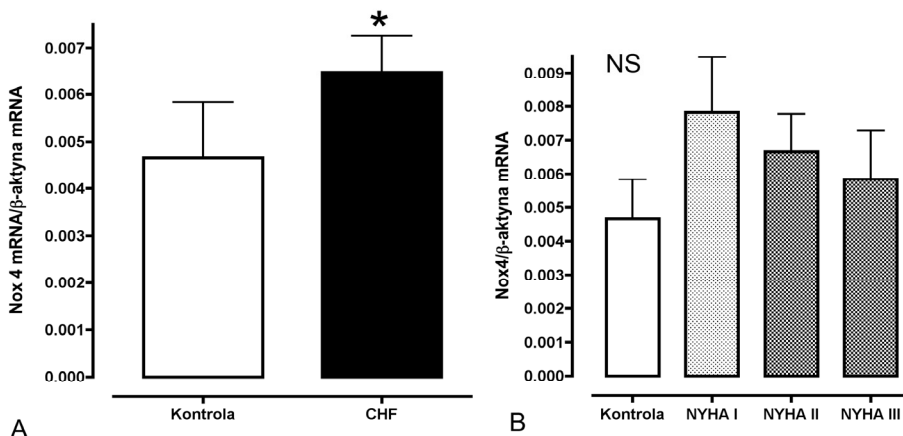 *
Nox 4 mRNA/β-aktyna mRNA
0.007
0.006
0.005
0.004
0.003
0.002
0.001
0.000
Kontrola CHF
A
NS
Nox4/β-aktyna mRNA
0.009
0.008
0.007
0.006
0.005
0.004
0.003
0.002
0.001
0.000
Kontrola NYHA I NYHA II NYHA III
B